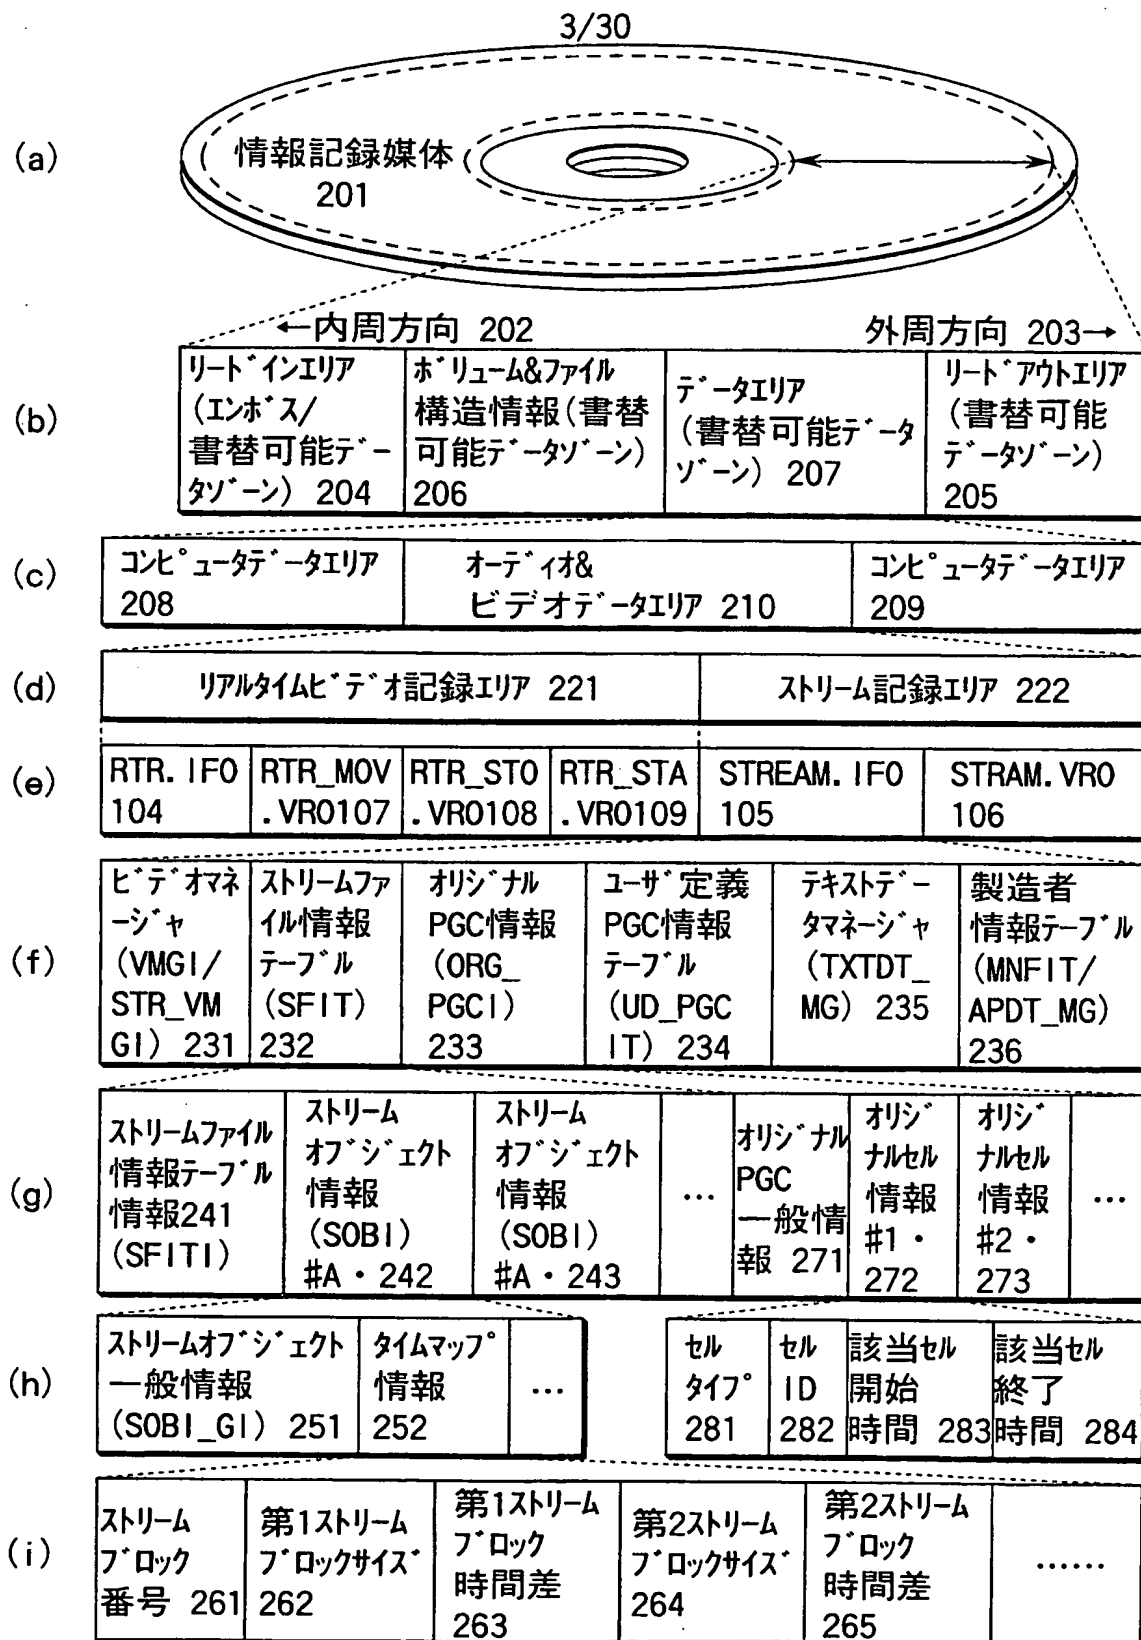 3/30
(a)
情報記録媒体
201
←内周方向 202
外周方向 203→
(b)
リードインエリア
(エンボス/
書替可能デー
タゾーン) 204
ボリューム&ファイル
構造情報(書替
可能データゾーン)
206
データエリア
(書替可能データ
ゾーン) 207
リードアウトエリア
(書替可能
データゾーン)
205
(c)
コンピュータデータエリア
208
オーディオ&
ビデオデータエリア 210
コンピュータデータエリア
209
(d)
リアルタイムビデオ記録エリア 221
ストリーム記録エリア 222
(e)
RTR.IFO
104
RTR_MOV
.VRO107
RTR_STO
.VRO108
RTR_STA
.VRO109
STREAM.IFO
105
STRAM.VRO
106
(f)
ビデオマネ
ージャ
(VMGI/
STR_VM
GI) 231
ストリームファ
イル情報
テーブル
(SFIT)
232
オリジナル
PGC情報
(ORG_
PGCI)
233
ユーザ定義
PGC情報
テーブル
(UD_PGC
IT) 234
テキストデー
タマネージャ
(TXTDT_
MG) 235
製造者
情報テーブル
(MNFIT/
APDT_MG)
236
(g)
ストリームファイル
情報テーブル
情報241
(SFITI)
ストリーム
オブジェクト
情報
(SOBI)
#A・242
ストリーム
オブジェクト
情報
(SOBI)
#A・243
…
オリジナル
PGC
一般情
報 271
オリジ
ナルセル
情報
#1・
272
オリジ
ナルセル
情報
#2・
273
…
(h)
ストリームオブジェクト
一般情報
(SOBI_GI) 251
タイムマップ
情報
252
…
セル
タイプ
281
セル
ID
282
該当セル
開始
時間 283
該当セル
終了
時間 284
(i)
ストリーム
ブロック
番号 261
第1ストリーム
ブロックサイズ
262
第1ストリーム
ブロック
時間差
263
第2ストリーム
ブロックサイズ
264
第2ストリーム
ブロック
時間差
265
……